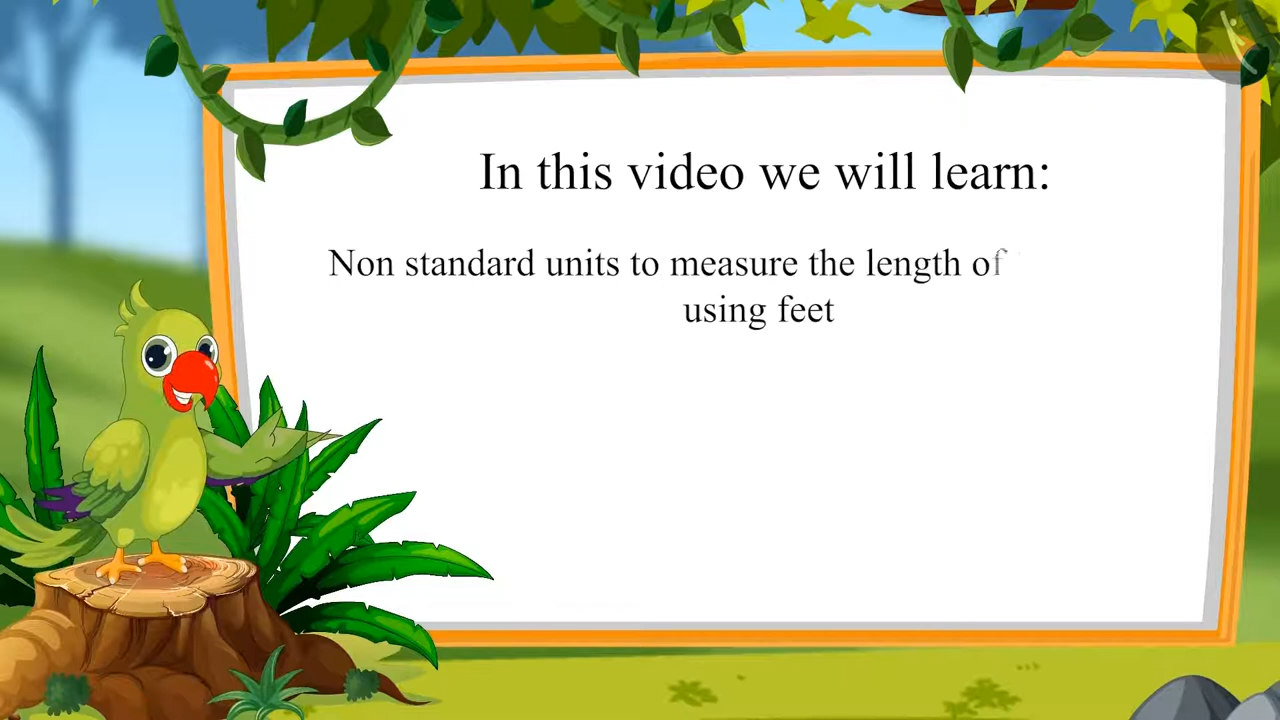 In this video we will learn:
Non standard units to measure the length of
using feet